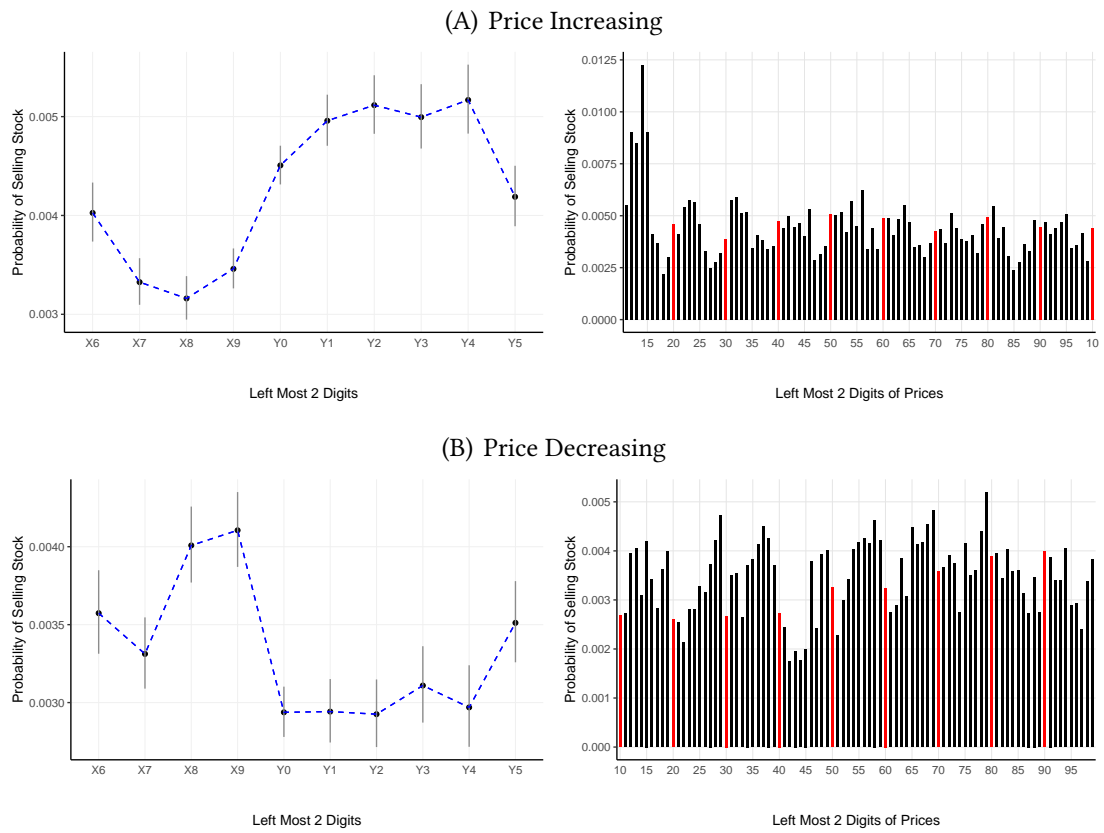 (A) Price Increasing
Probability of Selling Stock
0.005
0.004
0.003
X6 X7 X8 X9 Y0 Y1 Y2 Y3 Y4 Y5
Left Most 2 Digits
Probability of Selling Stock
0.0125
0.0100
0.0075
0.0050
0.0025
0.0000
15 20 25 30 35 40 45 50 55 60 65 70 75 80 85 90 95 10
Left Most 2 Digits of Prices
(B) Price Decreasing
Probability of Selling Stock
0.0040
0.0035
0.0030
X6 X7 X8 X9 Y0 Y1 Y2 Y3 Y4 Y5
Left Most 2 Digits
Probability of Selling Stock
0.005
0.004
0.003
0.002
0.001
0.000
10 15 20 25 30 35 40 45 50 55 60 65 70 75 80 85 90 95
Left Most 2 Digits of Prices